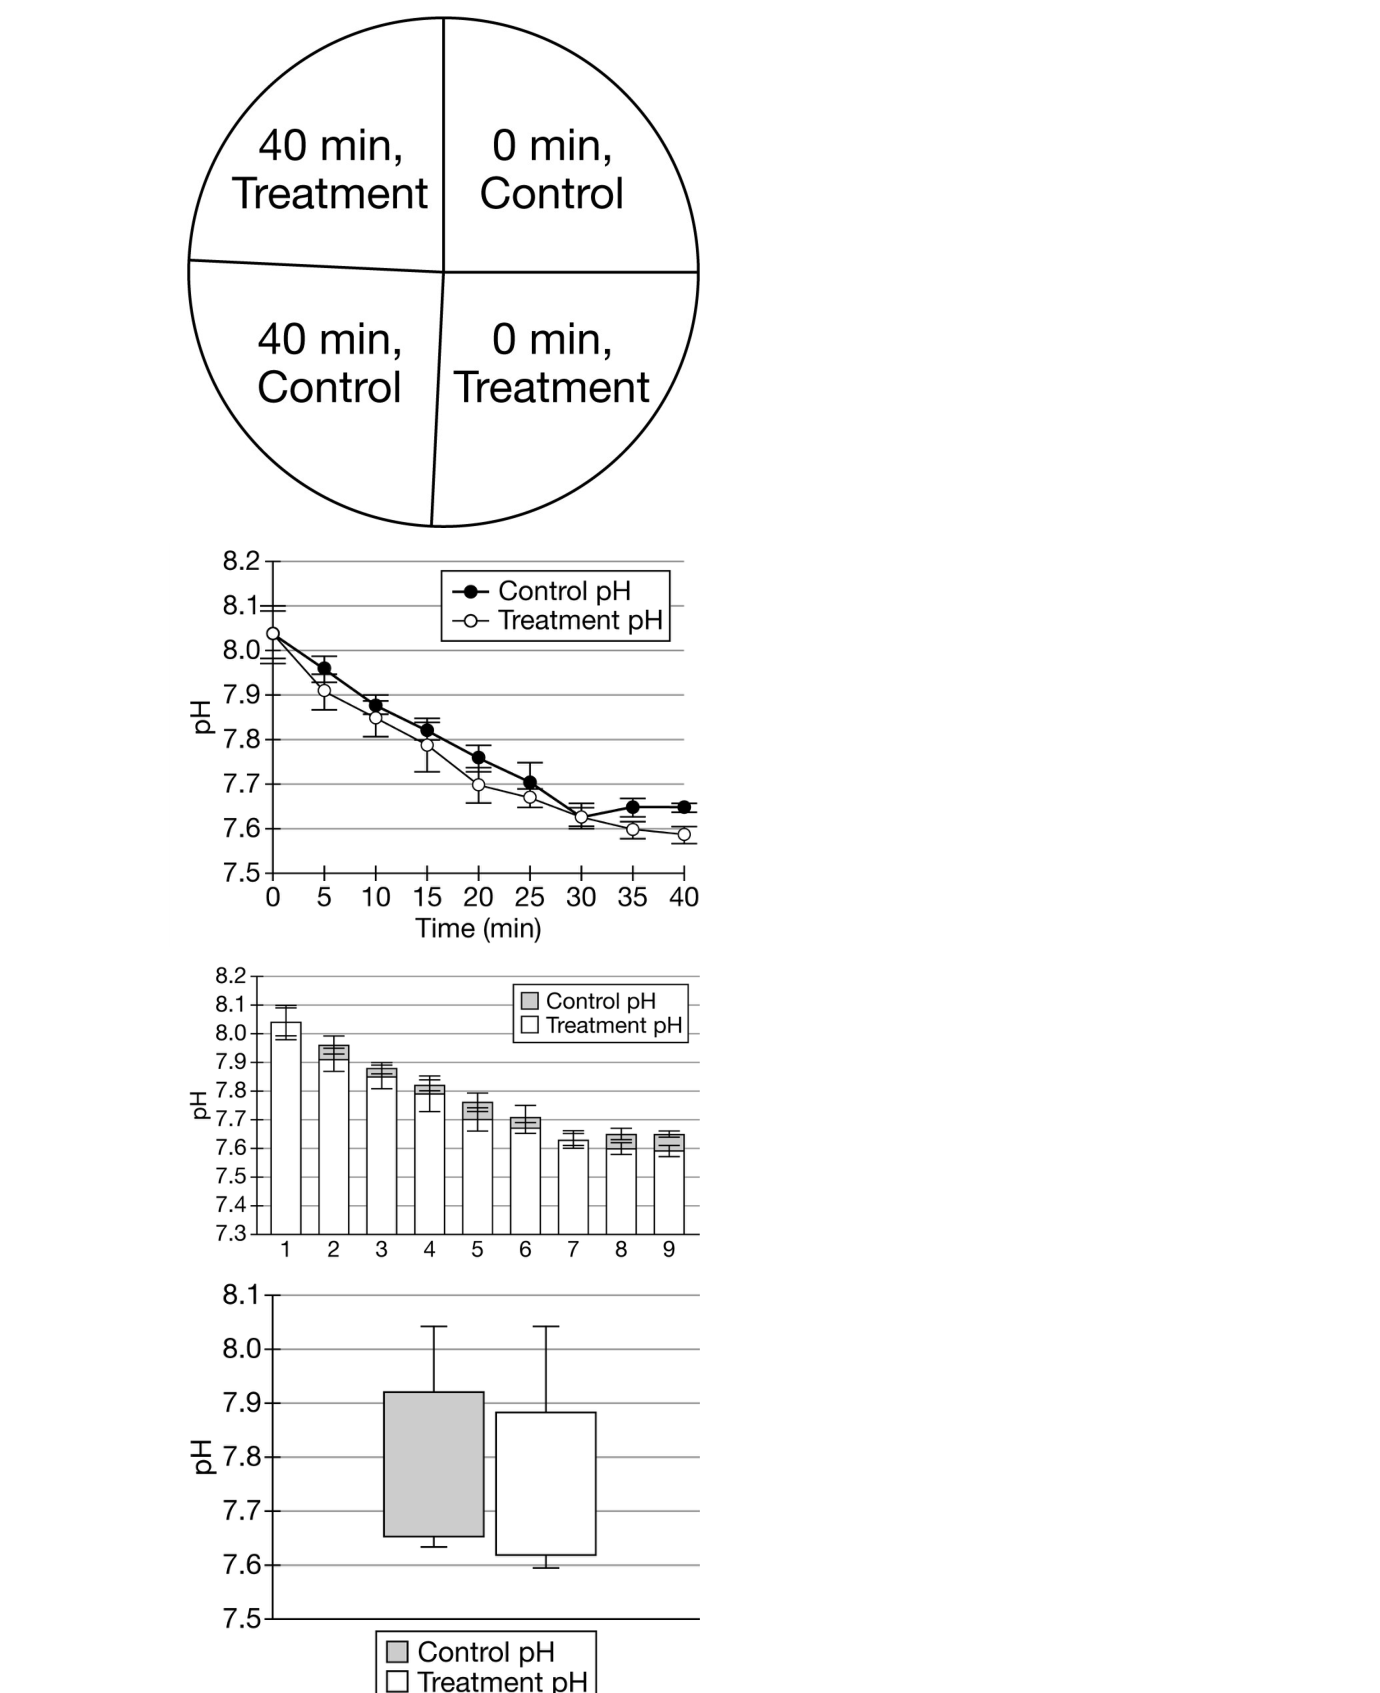 40 min,
Treatment
0 min,
Control
40 min,
Control
0 min,
Treatment
8.2
8.1
8.0
7.9
7.8
7.7
7.6
7.5
pH
Control pH
Treatment pH
0 5 10 15 20 25 30 35 40
Time (min)
8.2
8.1
8.0
7.9
7.8
7.7
7.6
7.5
7.4
7.3
pH
Control pH
Treatment pH
1 2 3 4 5 6 7 8 9
8.1
8.0
7.9
7.8
7.7
7.6
7.5
pH
Control pH
Treatment pH